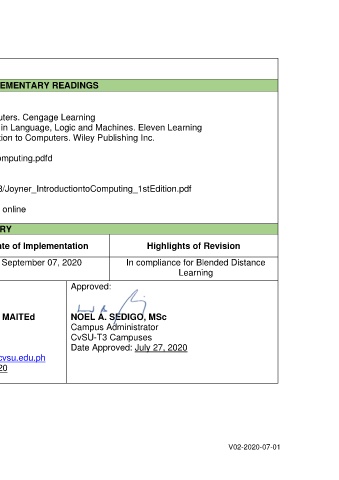 EMENTARY READINGS
uters. Cengage Learning
in Language, Logic and Machines. Eleven Learning
tion to Computers. Wiley Publishing Inc.
omputing.pdfd
3/Joyner_IntroductiontoComputing_1stEdition.pdf
online
RY
ate of Implementation
Highlights of Revision
September 07, 2020
In compliance for Blended Distance
Learning
Approved:
MAITEd
NOEL A. SEDIGO, MSc
Campus Administrator
CvSU-T3 Campuses
Date Approved: July 27, 2020
cvsu.edu.ph
20
V02-2020-07-01